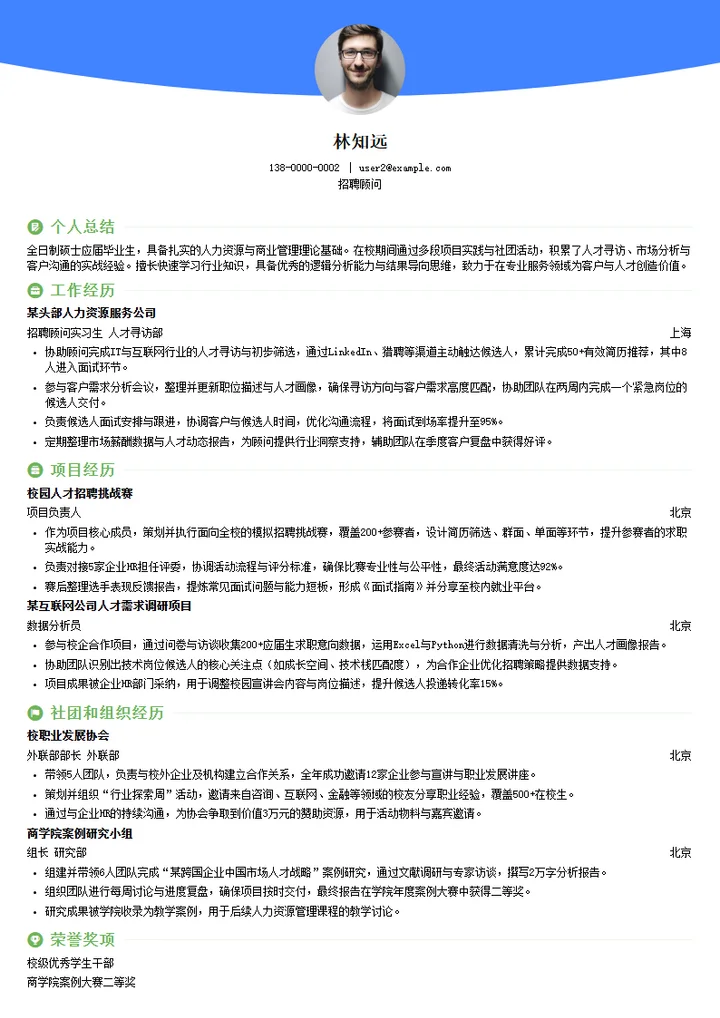 林知远
138-0000-0002 | user2@example.com
招聘顾问
个人总结
全日制硕士应届毕业生，具备扎实的人力资源与商业管理理论基础。在校期间通过多段项目实践与社团活动，积累了人才寻访、市场分析与
客户沟通的实战经验。擅长快速学习行业知识，具备优秀的逻辑分析能力与结果导向思维，致力于在专业服务领域为客户与人才创造价值。
工作经历
某头部人力资源服务公司
招聘顾问实习生 人才寻访部 上海
• 协助顾问完成IT与互联网行业的人才寻访与初步筛选，通过LinkedIn、猎聘等渠道主动触达候选人，累计完成50+有效简历推荐，其中8
人进入面试环节。
• 参与客户需求分析会议，整理并更新职位描述与人才画像，确保寻访方向与客户需求高度匹配，协助团队在两周内完成一个紧急岗位的
候选人交付。
• 负责候选人面试安排与跟进，协调客户与候选人时间，优化沟通流程，将面试到场率提升至95%。
• 定期整理市场薪酬数据与人才动态报告，为顾问提供行业洞察支持，辅助团队在季度客户复盘中获得好评。
项目经历
校园人才招聘挑战赛
项目负责人 北京
• 作为项目核心成员，策划并执行面向全校的模拟招聘挑战赛，覆盖200+参赛者，设计简历筛选、群面、单面等环节，提升参赛者的求职
实战能力。
• 负责对接5家企业HR担任评委，协调活动流程与评分标准，确保比赛专业性与公平性，最终活动满意度达92%。
• 赛后整理选手表现反馈报告，提炼常见面试问题与能力短板，形成《面试指南》并分享至校内就业平台。
某互联网公司人才需求调研项目
数据分析员 北京
• 参与校企合作项目，通过问卷与访谈收集200+应届生求职意向数据，运用Excel与Python进行数据清洗与分析，产出人才画像报告。
• 协助团队识别出技术岗位候选人的核心关注点（如成长空间、技术栈匹配度），为合作企业优化招聘策略提供数据支持。
• 项目成果被企业HR部门采纳，用于调整校园宣讲会内容与岗位描述，提升候选人投递转化率15%。
社团和组织经历
校职业发展协会
外联部部长 外联部 北京
• 带领5人团队，负责与校外企业及机构建立合作关系，全年成功邀请12家企业参与宣讲与职业发展讲座。
• 策划并组织“行业探索周”活动，邀请来自咨询、互联网、金融等领域的校友分享职业经验，覆盖500+在校生。
• 通过与企业HR的持续沟通，为协会争取到价值3万元的赞助资源，用于活动物料与嘉宾邀请。
商学院案例研究小组
组长 研究部 北京
• 组建并带领6人团队完成“某跨国企业中国市场人才战略”案例研究，通过文献调研与专家访谈，撰写2万字分析报告。
• 组织团队进行每周讨论与进度复盘，确保项目按时交付，最终报告在学院年度案例大赛中获得二等奖。
• 研究成果被学院收录为教学案例，用于后续人力资源管理课程的教学讨论。
荣誉奖项
校级优秀学生干部
商学院案例大赛二等奖